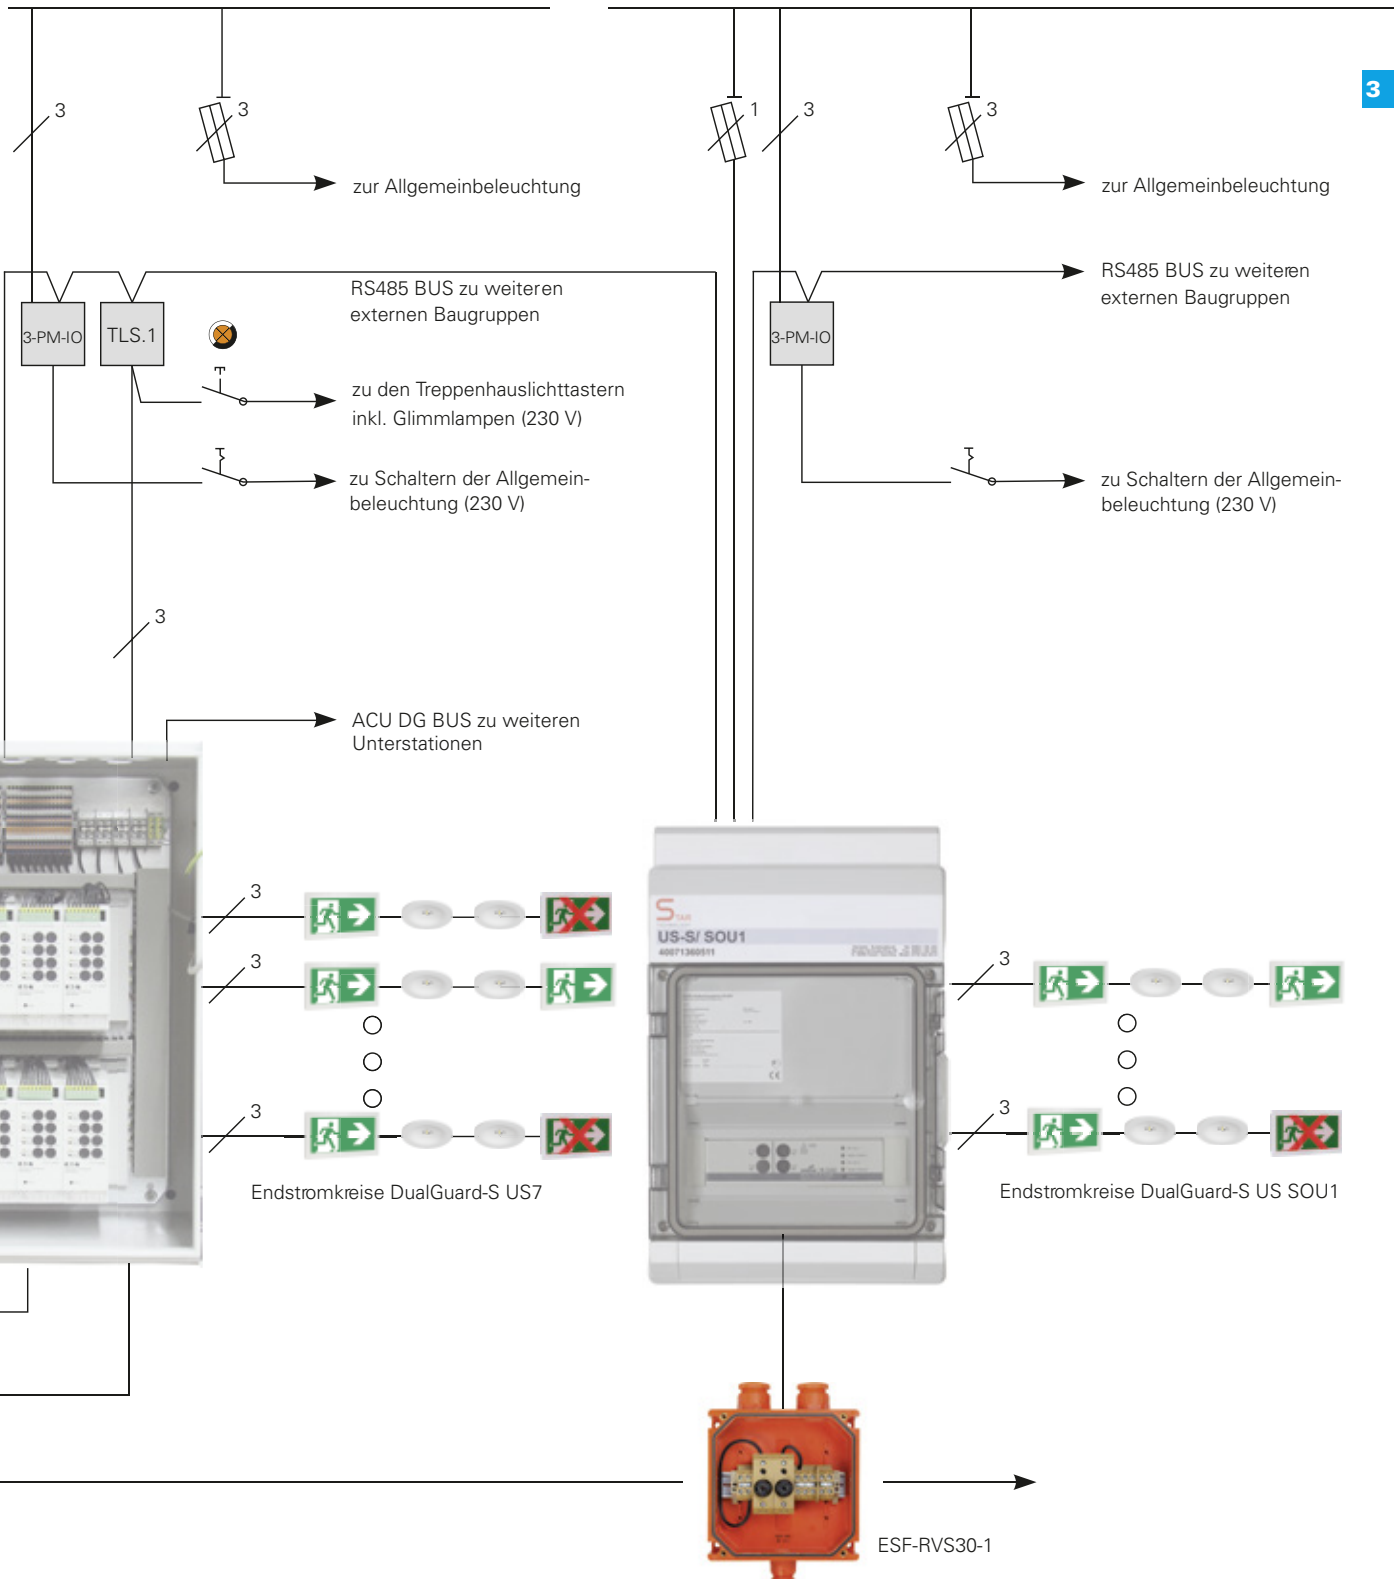 3
3
3
1
3
3
zur Allgemeinbeleuchtung
zur Allgemeinbeleuchtung
RS485 BUS zu weiteren
externen Baugruppen
RS485 BUS zu weiteren
externen Baugruppen
3-PM-IO
TLS.1
3-PM-IO
zu den Treppenhauslichttastern
inkl. Glimmlampen (230 V)
zu Schaltern der Allgemein-
beleuchtung (230 V)
zu Schaltern der Allgemein-
beleuchtung (230 V)
3
ACU DG BUS zu weiteren
Unterstationen
3
3
3
Endstromkreise DualGuard-S US7
STAR
US-S/ SOU1
40071360511
CE
3
3
Endstromkreise DualGuard-S US SOU1
ESF-RVS30-1